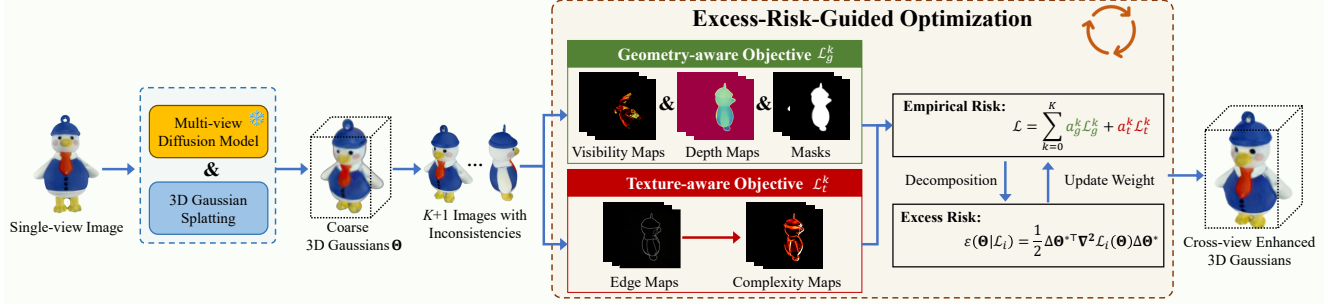 Excess-Risk-Guided Optimization
Single-view Image
Multi-view
Diffusion Model
&
3D Gaussian
Splatting
Coarse
3D Gaussians Θ
...
K+1 Images with
Inconsistencies
Geometry-aware Objective ℒ_g^k
& &
Visibility Maps Depth Maps Masks
Texture-aware Objective ℒ_t^k
Edge Maps Complexity Maps
Empirical Risk:
ℒ = ∑_{k=0}^{K} a_g^k ℒ_g^k + a_t^k ℒ_t^k
Decomposition Update Weight
Excess Risk:
ε(Θ|ℒ_i) = 1/2 ΔΘ*⊤ ∇²ℒ_i(Θ)ΔΘ*
Cross-view Enhanced
3D Gaussians